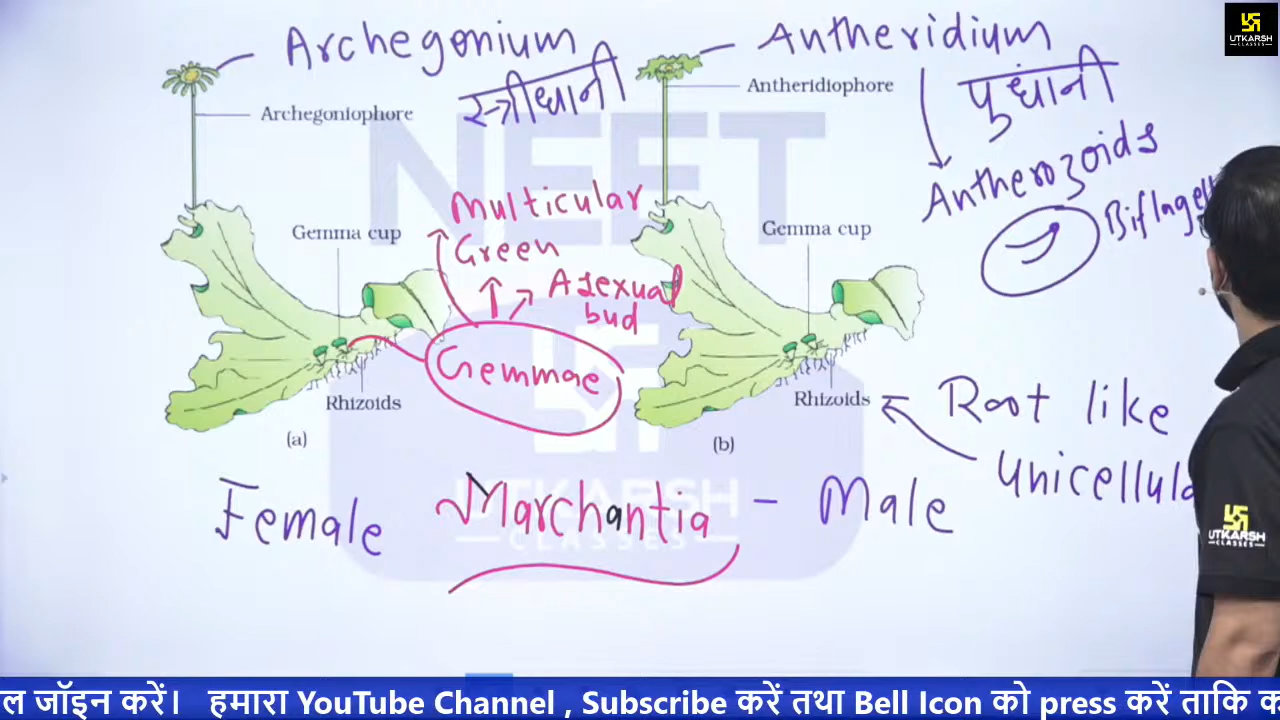 Archegonium
स्त्रीधानी
Archegoniophore
Antheridium
पुंधानी
Antheridiophore
Antherozoids
Biflagell
UTKARSH
CLASSES
NEET
Multicular
Green
Asexual
bud
Gemmae
Gemma cup
Gemma cup
Rhizoids
Rhizoids
Root like
Unicellula
(a)
(b)
Female
Marchantia - Male
UTKARSH
CLASSES
UTKARSH
CLASSES
ल जॉइन करें। हमारा YouTube Channel , Subscribe करें तथा Bell Icon को press करें ताकि क